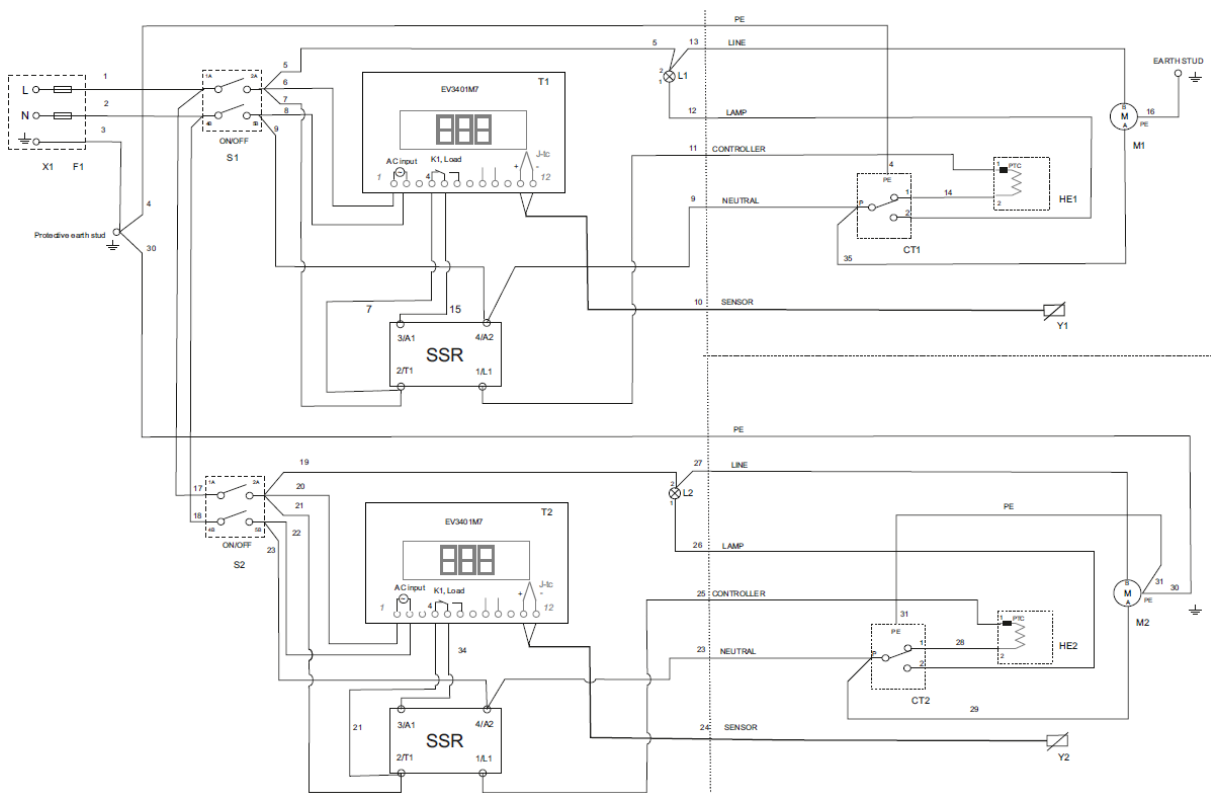 PE
L
N
1
2
3
X1 F1
1A 2A
4B 5B
ON/OFF
S1
5
6
7
8
9
T1
EV3401M7
888
AC input
K1, Load
J-tc
1
4
+ -
12
5
13
LINE
2
1
L1
12
LAMP
11
CONTROLLER
9
NEUTRAL
10
SENSOR
Y1
4
PE
P
1
2
CT1
14
35
1
PTC
2
HE1
B
M
A
PE
M1
16
EARTH STUD
4
Protective earth stud
30
7
15
3/A1 4/A2
SSR
2/T1 1/L1
PE
17
18
1A 2A
4B 5B
ON/OFF
S2
19
20
21
22
23
T2
EV3401M7
888
AC input
K1, Load
J-tc
1
4
+ -
12
27
LINE
2
1
L2
26
LAMP
25
CONTROLLER
23
NEUTRAL
24
SENSOR
Y2
PE
31
PE
P
1
2
CT2
28
29
1
PTC
2
HE2
B
M
A
PE
M2
31
30
34
21
3/A1 4/A2
SSR
2/T1 1/L1